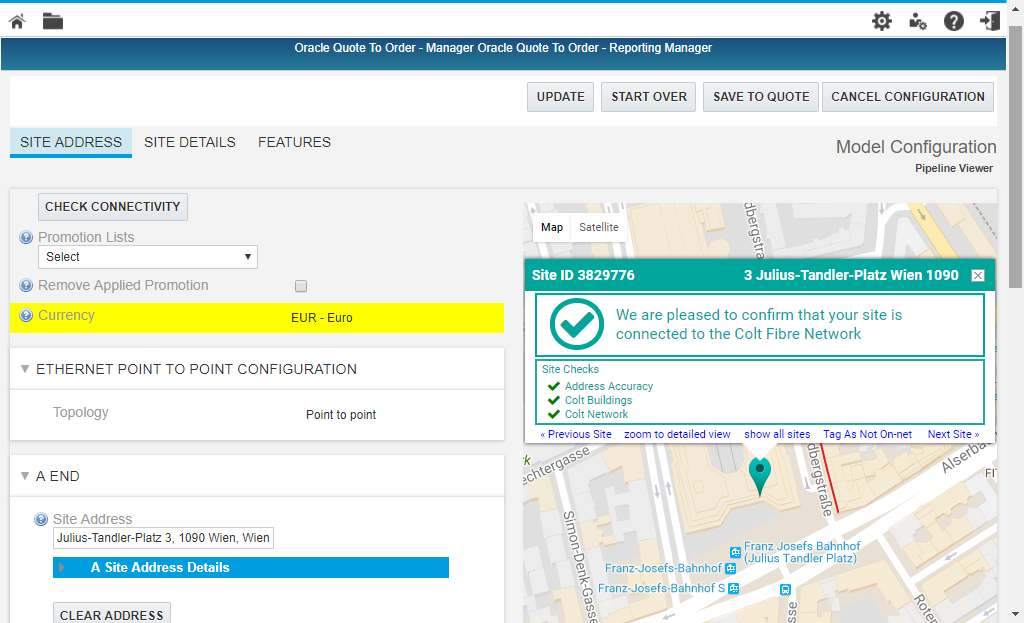 Oracle Quote To Order - Manager Oracle Quote To Order - Reporting Manager
UPDATE
START OVER
SAVE TO QUOTE
CANCEL CONFIGURATION
SITE ADDRESS
SITE DETAILS
FEATURES
Model Configuration
Pipeline Viewer
CHECK CONNECTIVITY
Promotion Lists
Select
Remove Applied Promotion
Currency
EUR - Euro
ETHERNET POINT TO POINT CONFIGURATION
Topology
Point to point
A END
Site Address
Julius-Tandler-Platz 3, 1090 Wien, Wien
A Site Address Details
CLEAR ADDRESS
Map
Satellite
Site ID 3829776
3 Julius-Tandler-Platz Wien 1090
We are pleased to confirm that your site is
connected to the Colt Fibre Network
Site Checks
Address Accuracy
Colt Buildings
Colt Network
« Previous Site
zoom to detailed view
show all sites
Tag As Not On-net
Next Site »
dbergstraße
Alserba
FIT
Simon-Denk-Gasse
Franz Josefs Bahnhof
(Julius Tandler Platz)
Franz-Josefs-Bahnhof
Franz-Josefs-Bahnhof S
Roten